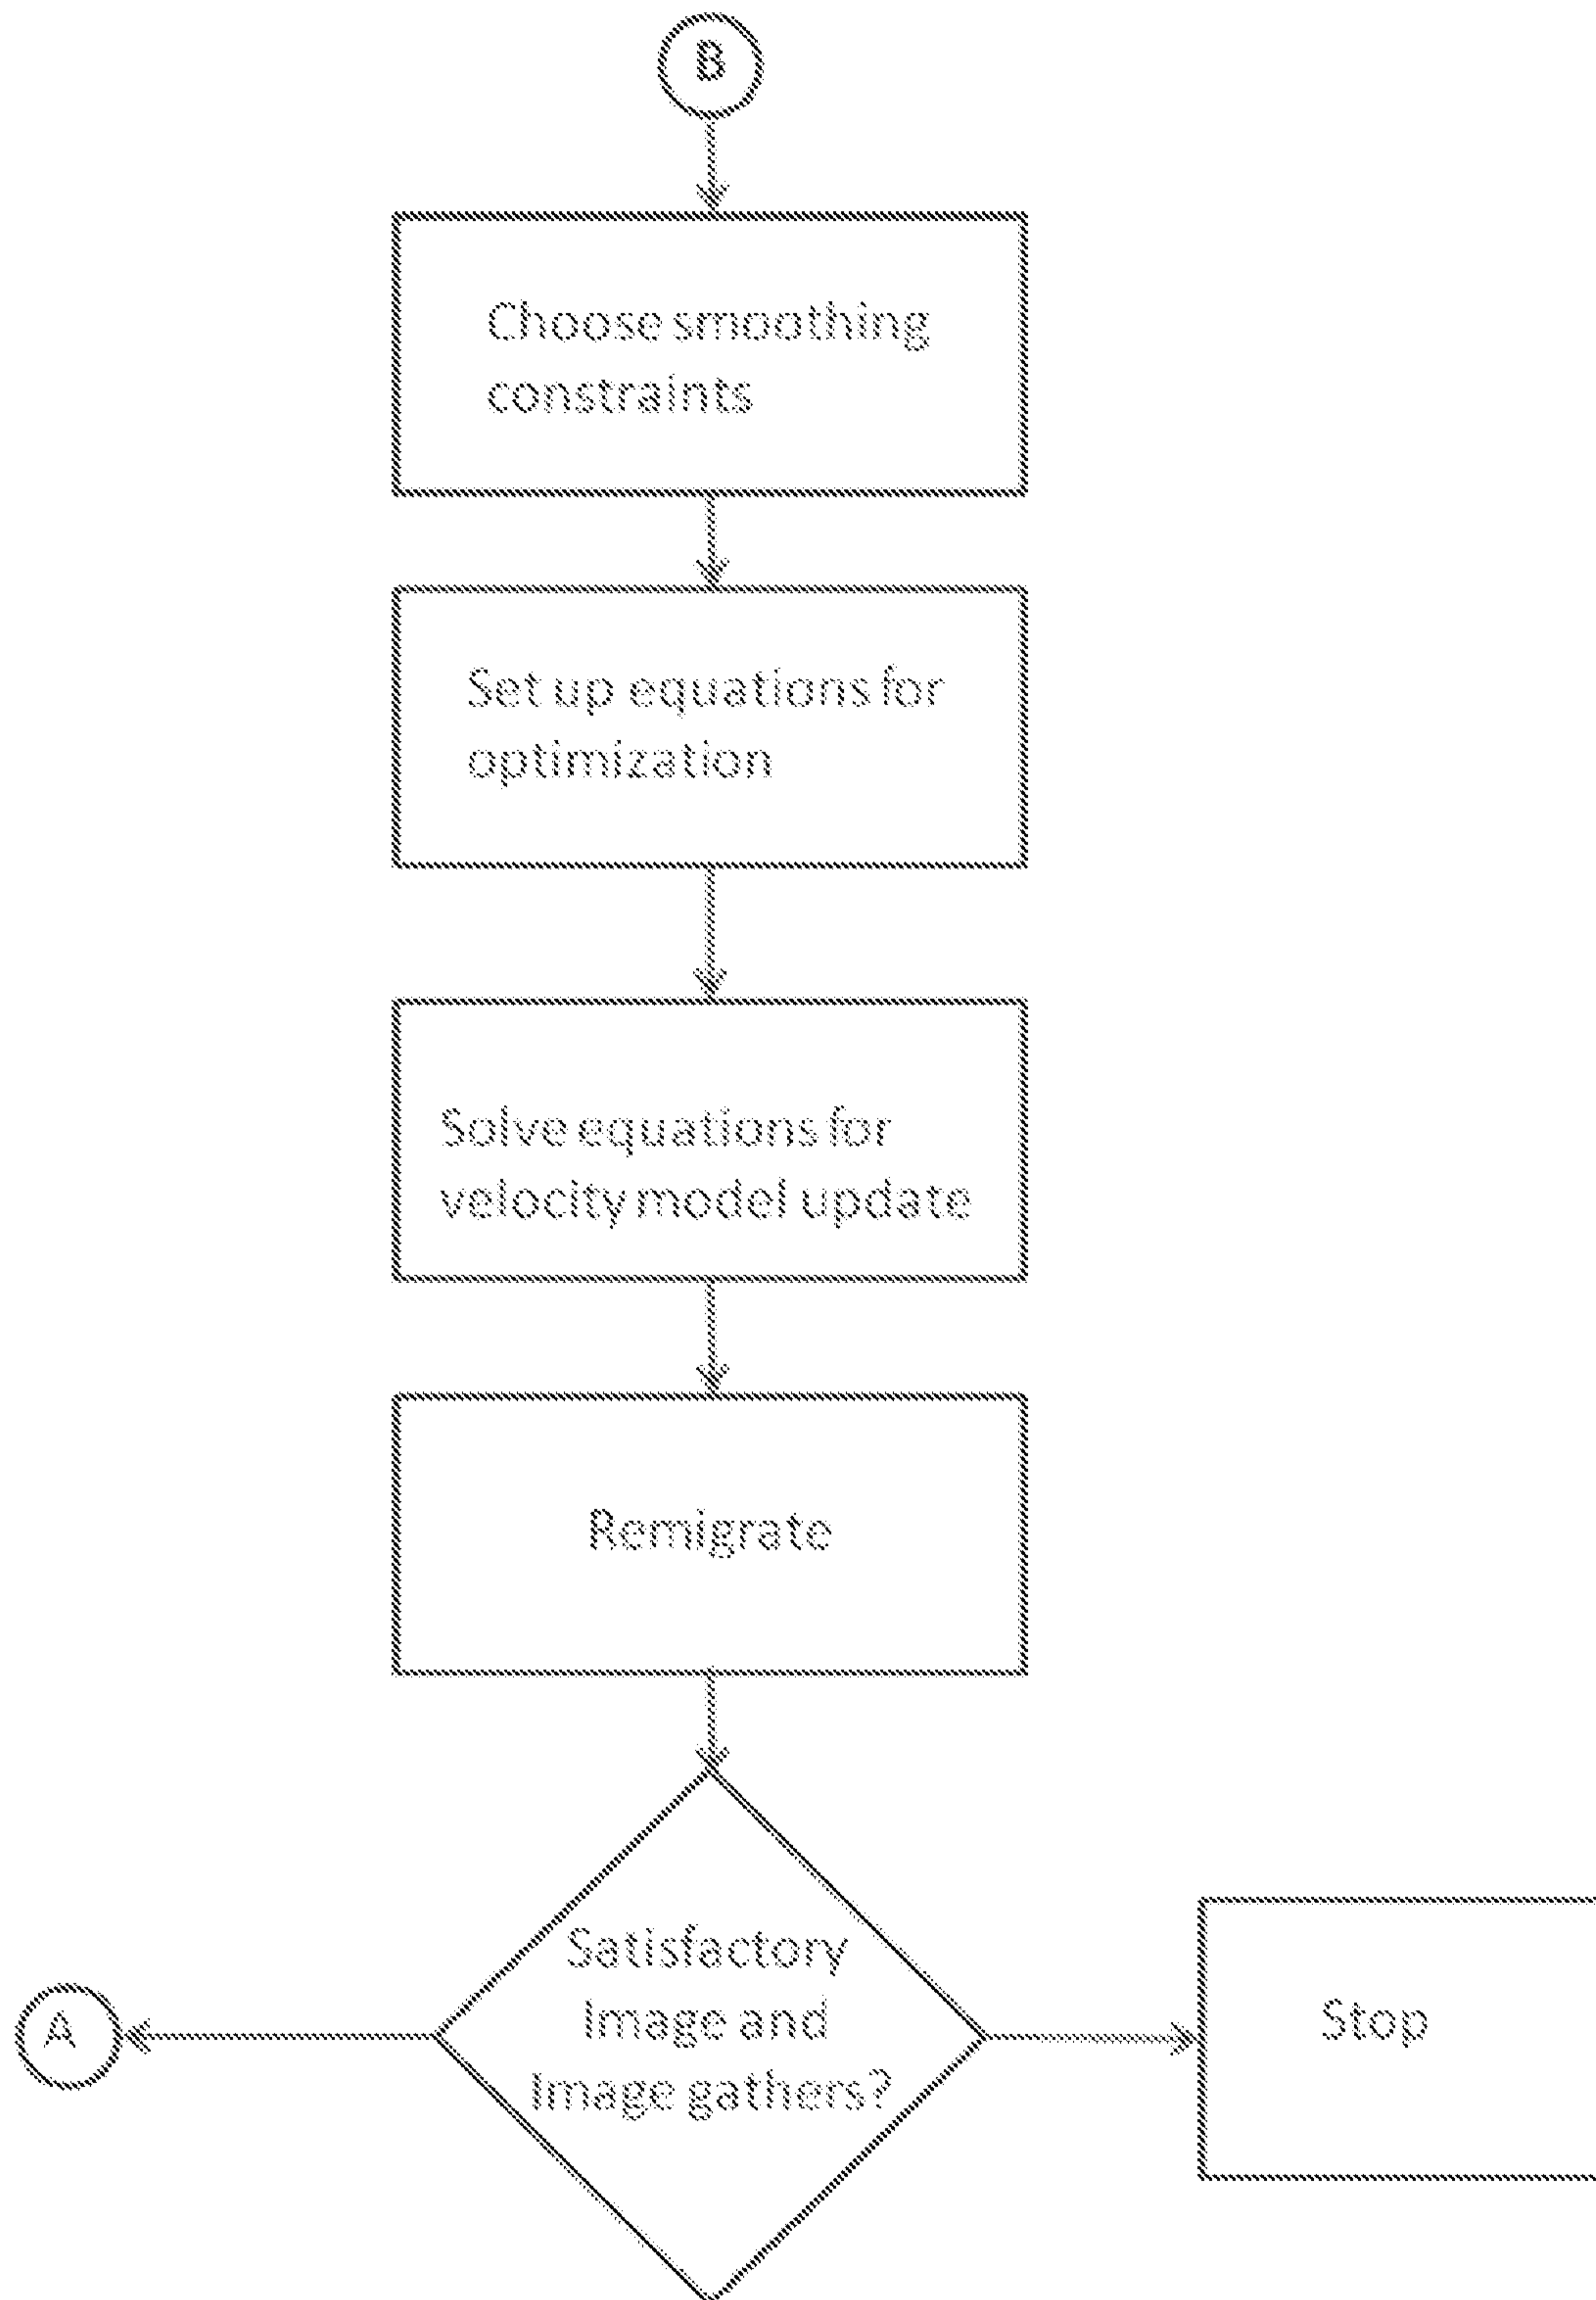 B
Choose smoothing
constraints
Set up equations for
optimization
Solve equations for
velocity model update
Remigrate
Satisfactory
Image and
Image gathers?
A
Stop